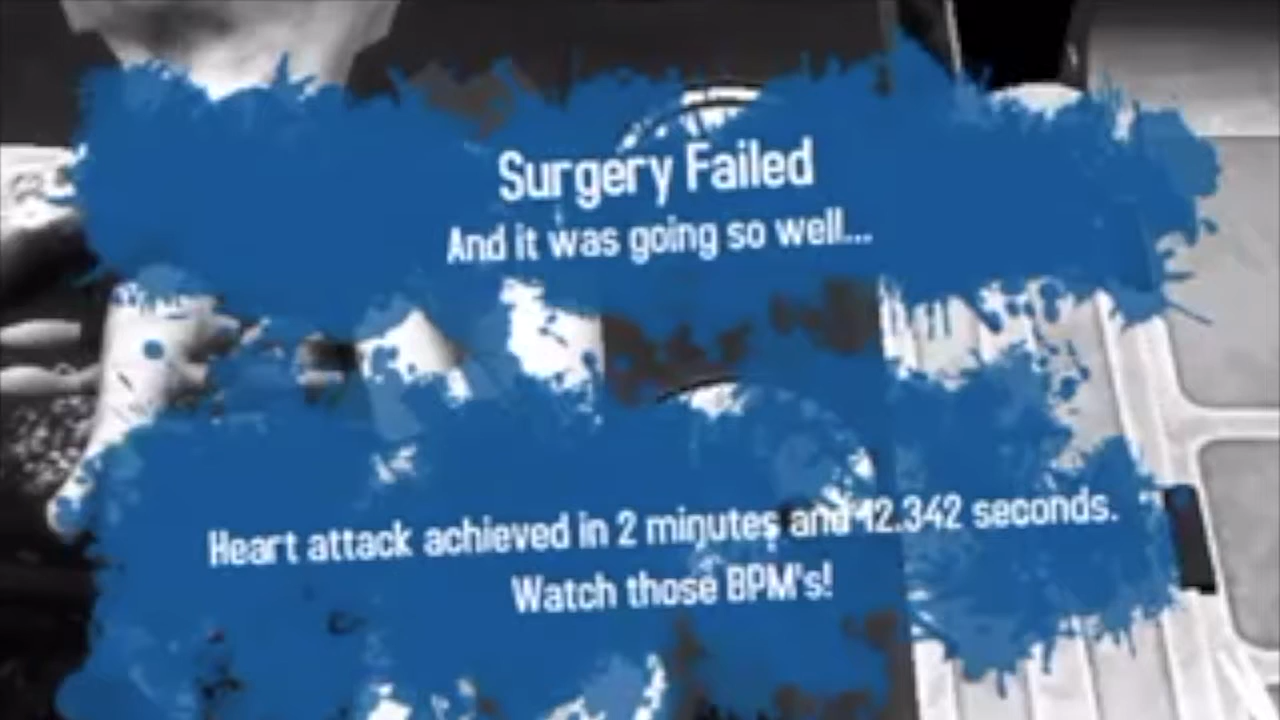 Surgery Failed
And it was going so well...
Heart attack achieved in 2 minutes and 12.342 seconds.
Watch those BPM's!